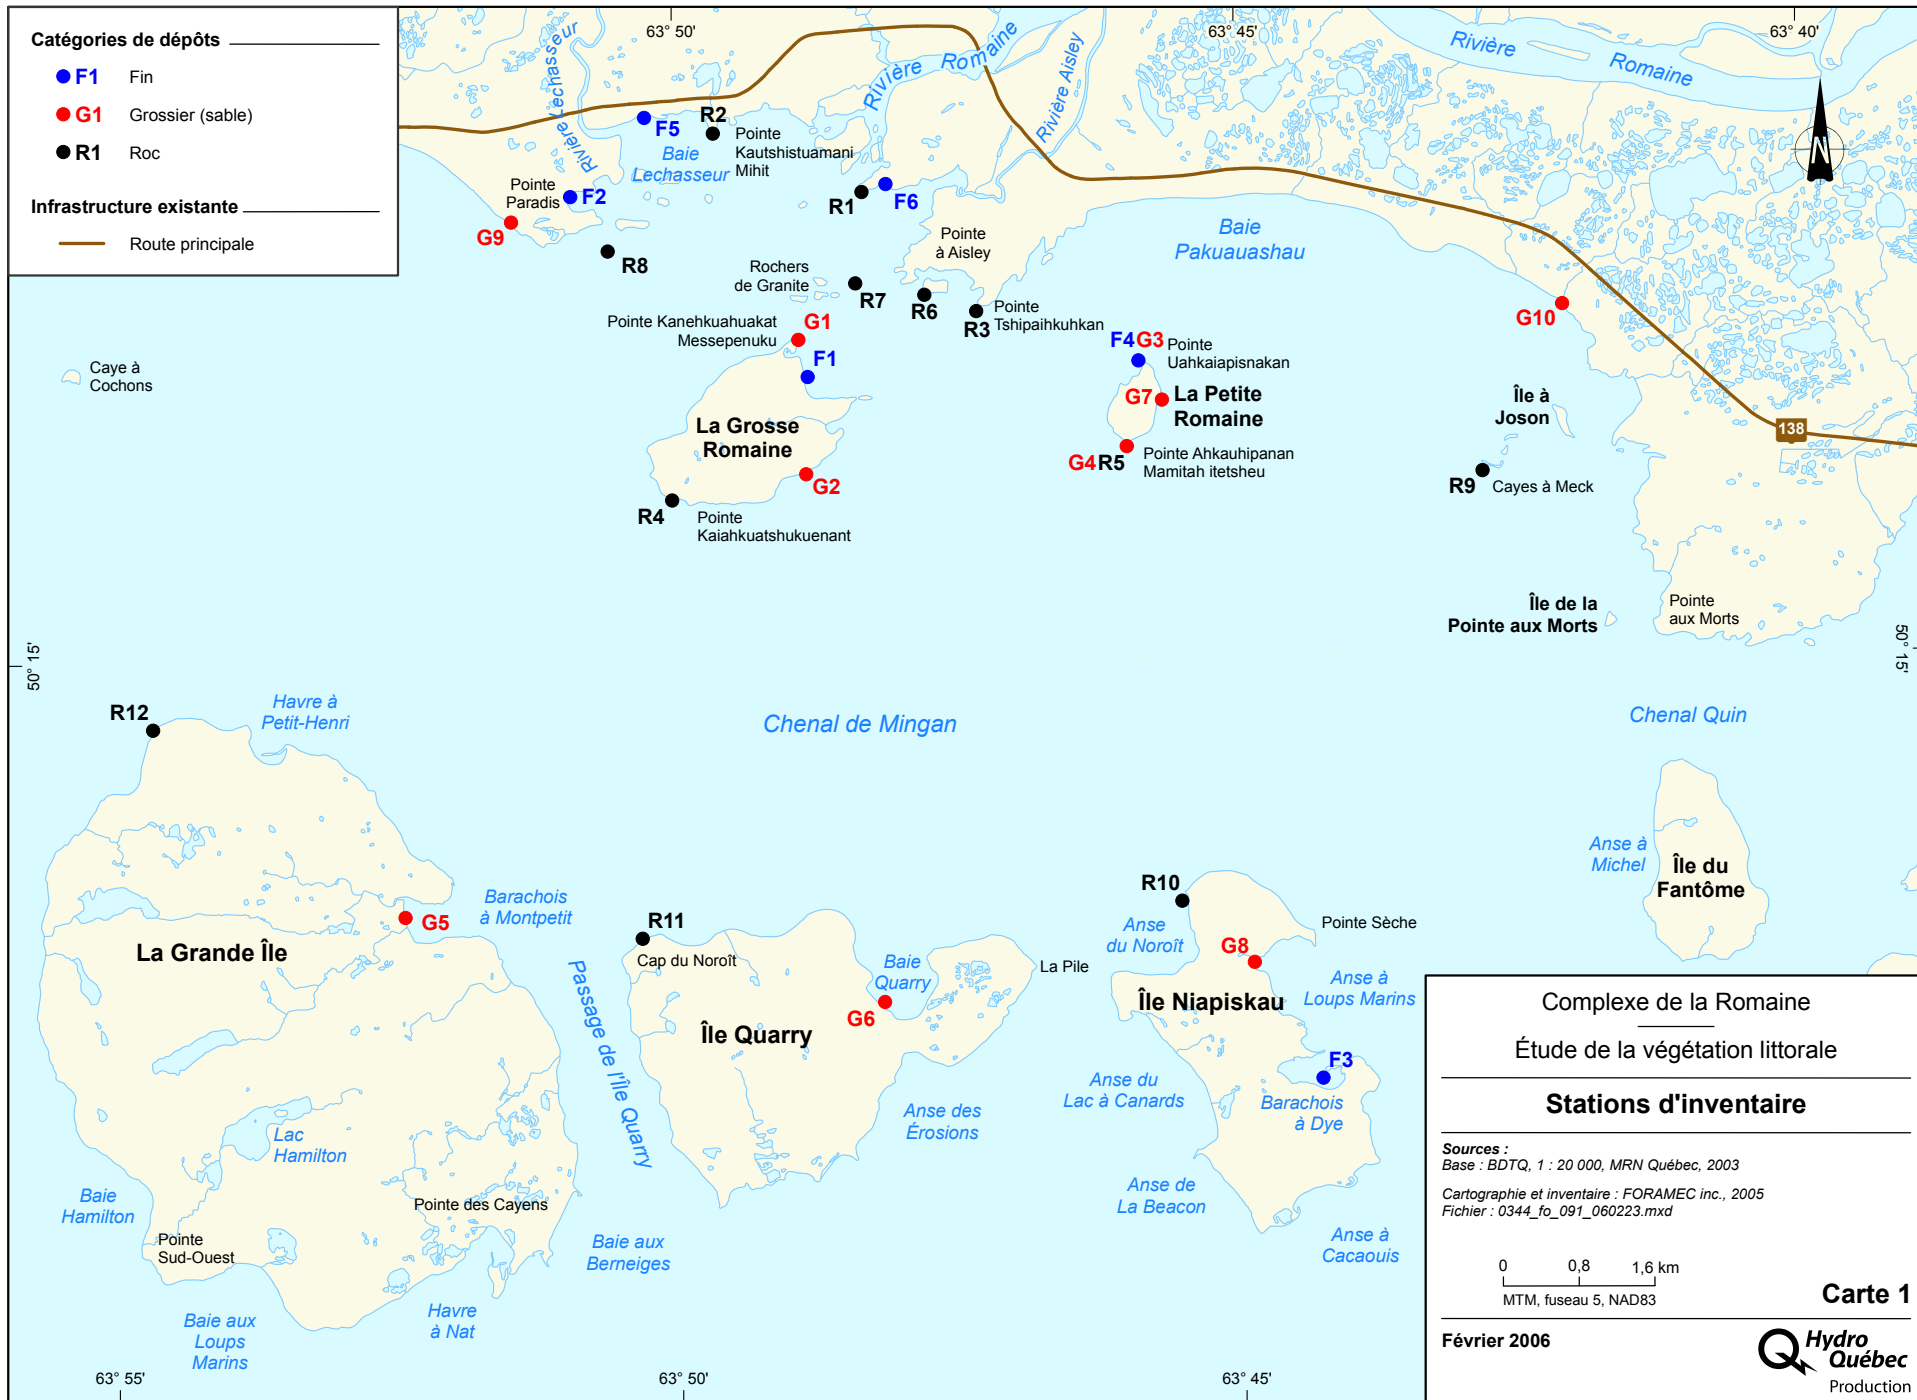 Catégories de dépôts
F1 Fin
G1 Grossier (sable)
R1 Roc
Infrastructure existante
Route principale
63° 50'
63° 45'
63° 40'
Rivière Lechasseur
Rivière Lechasseur
Rivière Romaine
Rivière Aisley
Rivière Romaine
F5
R2
Pointe
Kautshistuamani
Mihit
Baie
Lechasseur
Pointe
Paradis
F2
G9
R8
R1
F6
Pointe
à Aisley
Baie
Pakuauashau
Rochers
de Granite
R7
R6
R3
Pointe
Tshipaihkuhkan
G10
Pointe Kanehkuahuakat
Messepenuku
G1
F1
F4 G3
Pointe
Uahkaiapisnakan
G7
La Petite
Romaine
Caye à
Cochons
La Grosse
Romaine
G2
R4
Pointe
Kaiahkuatshukuenant
G4 R5
Pointe Ahkauhipanan
Mamitah itetsheu
Île à
Joson
138
R9
Cayes à Meck
Île de la
Pointe aux Morts
Pointe
aux Morts
50° 15'
50° 15'
R12
Havre à
Petit-Henri
Chenal de Mingan
Chenal Quin
Anse à
Michel
Île du
Fantôme
G5
Barachois
à Montpetit
La Grande Île
R11
Cap du Noroît
Passage de l'Île Quarry
Baie
Quarry
La Pile
G6
Île Quarry
R10
Anse
du Noroît
Pointe Sèche
G8
Anse à
Loups Marins
Île Niapiskau
F3
Barachois
à Dye
Anse du
Lac à Canards
Anse des
Érosions
Anse de
La Beacon
Anse à
Cacaouis
Lac
Hamilton
Baie
Hamilton
Pointe des Cayens
Pointe
Sud-Ouest
Baie aux
Berneiges
Havre
à Nat
Baie aux
Loups
Marins
63° 55'
63° 50'
63° 45'
Complexe de la Romaine
Étude de la végétation littorale
Stations d'inventaire
Sources :
Base : BDTQ, 1 : 20 000, MRN Québec, 2003
Cartographie et inventaire : FORAMEC inc., 2005
Fichier : 0344_fo_091_060223.mxd
0 0,8 1,6 km
MTM, fuseau 5, NAD83
Carte 1
Février 2006
Hydro
Québec
Production
N